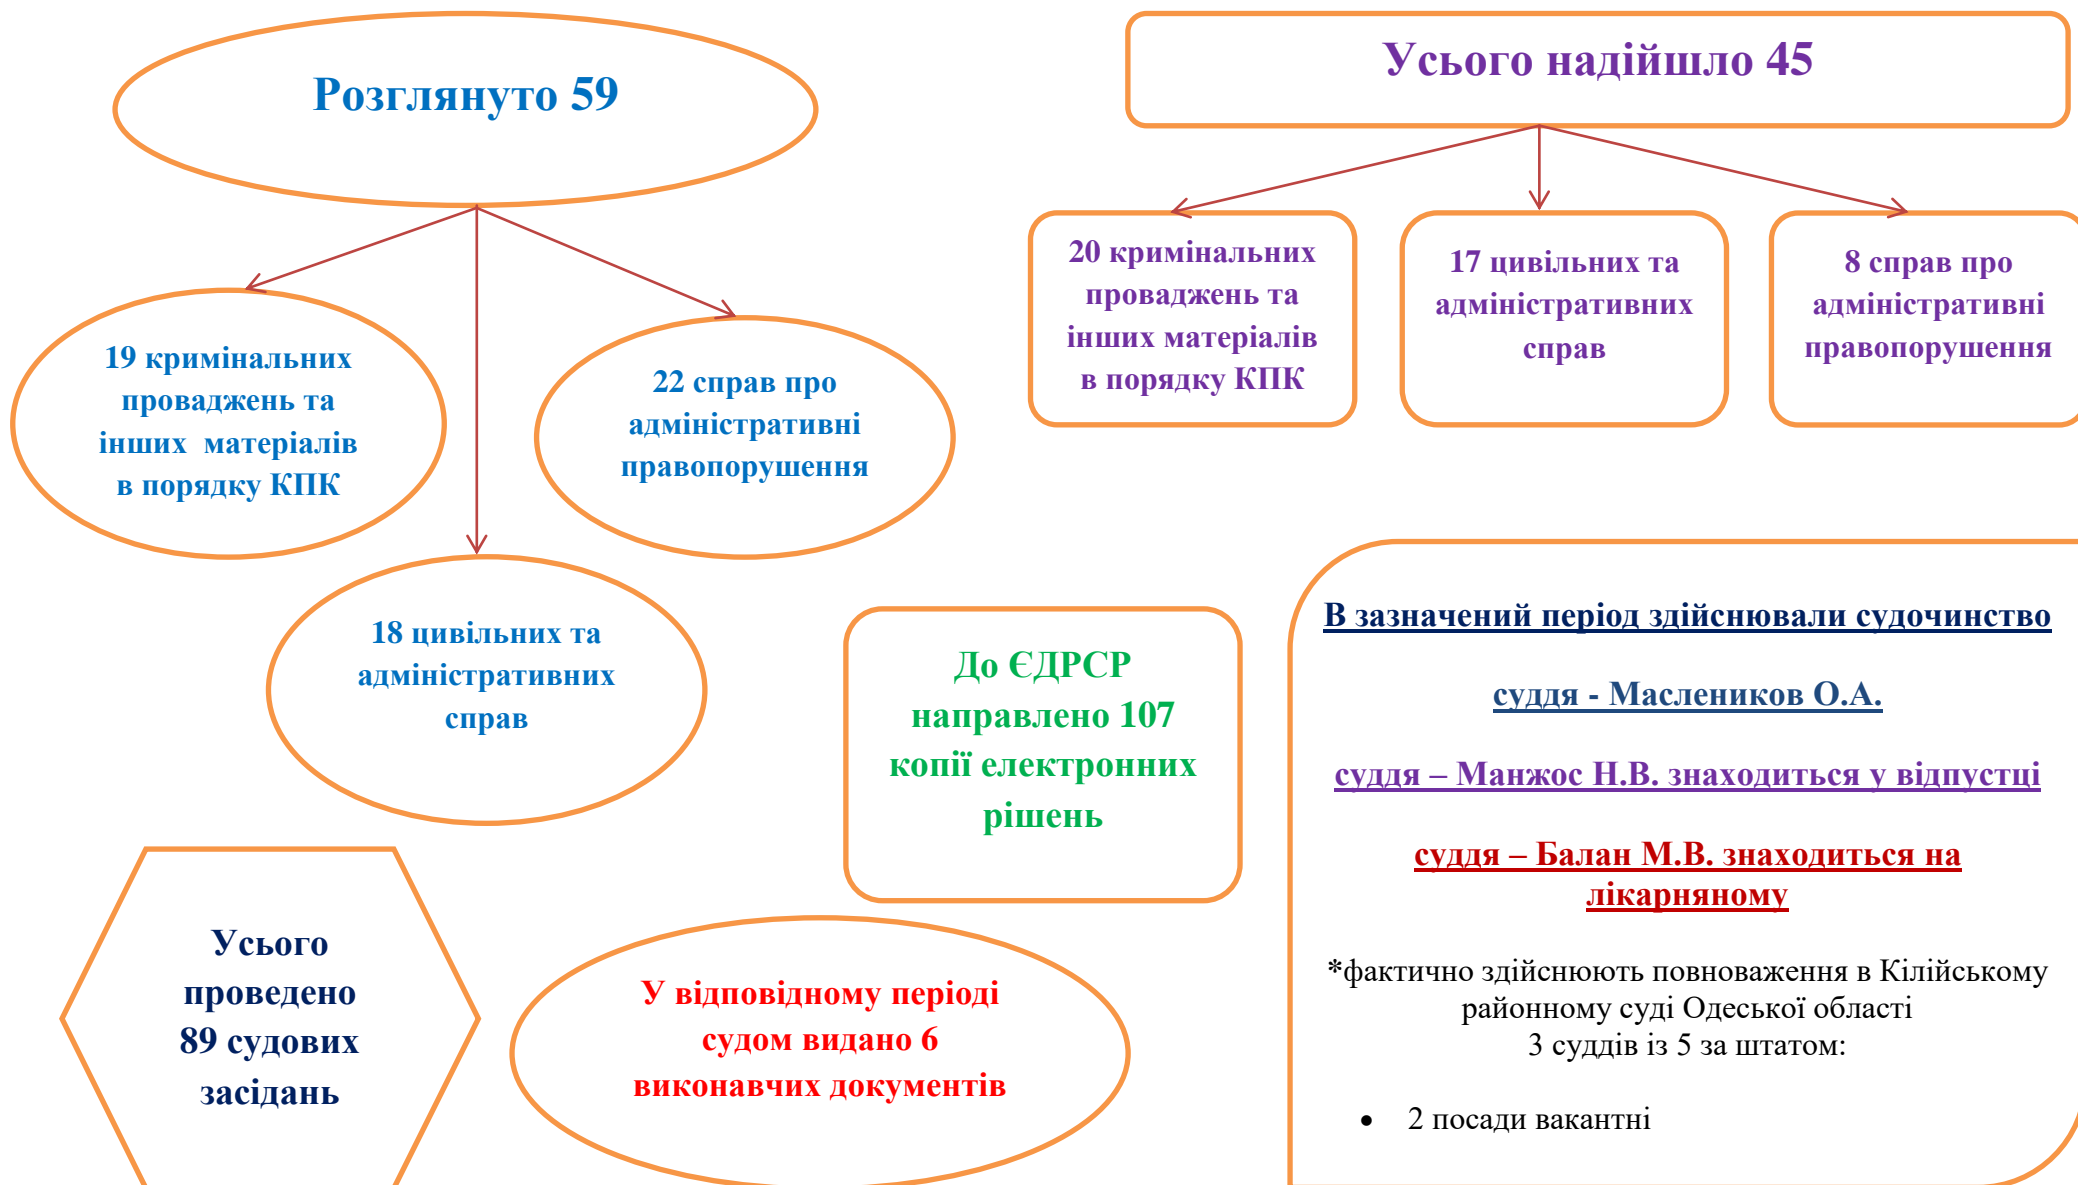 Розглянуто 59
19 кримінальних
проваджень та
інших матеріалів
в порядку КПК
22 справ про
адміністративні
правопорушення
18 цивільних та
адміністративних
справ
Усього надійшло 45
20 кримінальних
проваджень та
інших матеріалів
в порядку КПК
17 цивільних та
адміністративних
справ
8 справ про
адміністративні
правопорушення
До ЄДРСР
направлено 107
копії електронних
рішень
Усього
проведено
89 судових
засідань
У відповідному періоді
судом видано 6
виконавчих документів
В зазначений період здійснювали судочинство
суддя - Маслеников О.А.
суддя – Манжос Н.В. знаходиться у відпустці
суддя – Балан М.В. знаходиться на
лікарняному
*фактично здійснюють повноваження в Кілійському
районному суді Одеської області
3 суддів із 5 за штатом:
• 2 посади вакантні